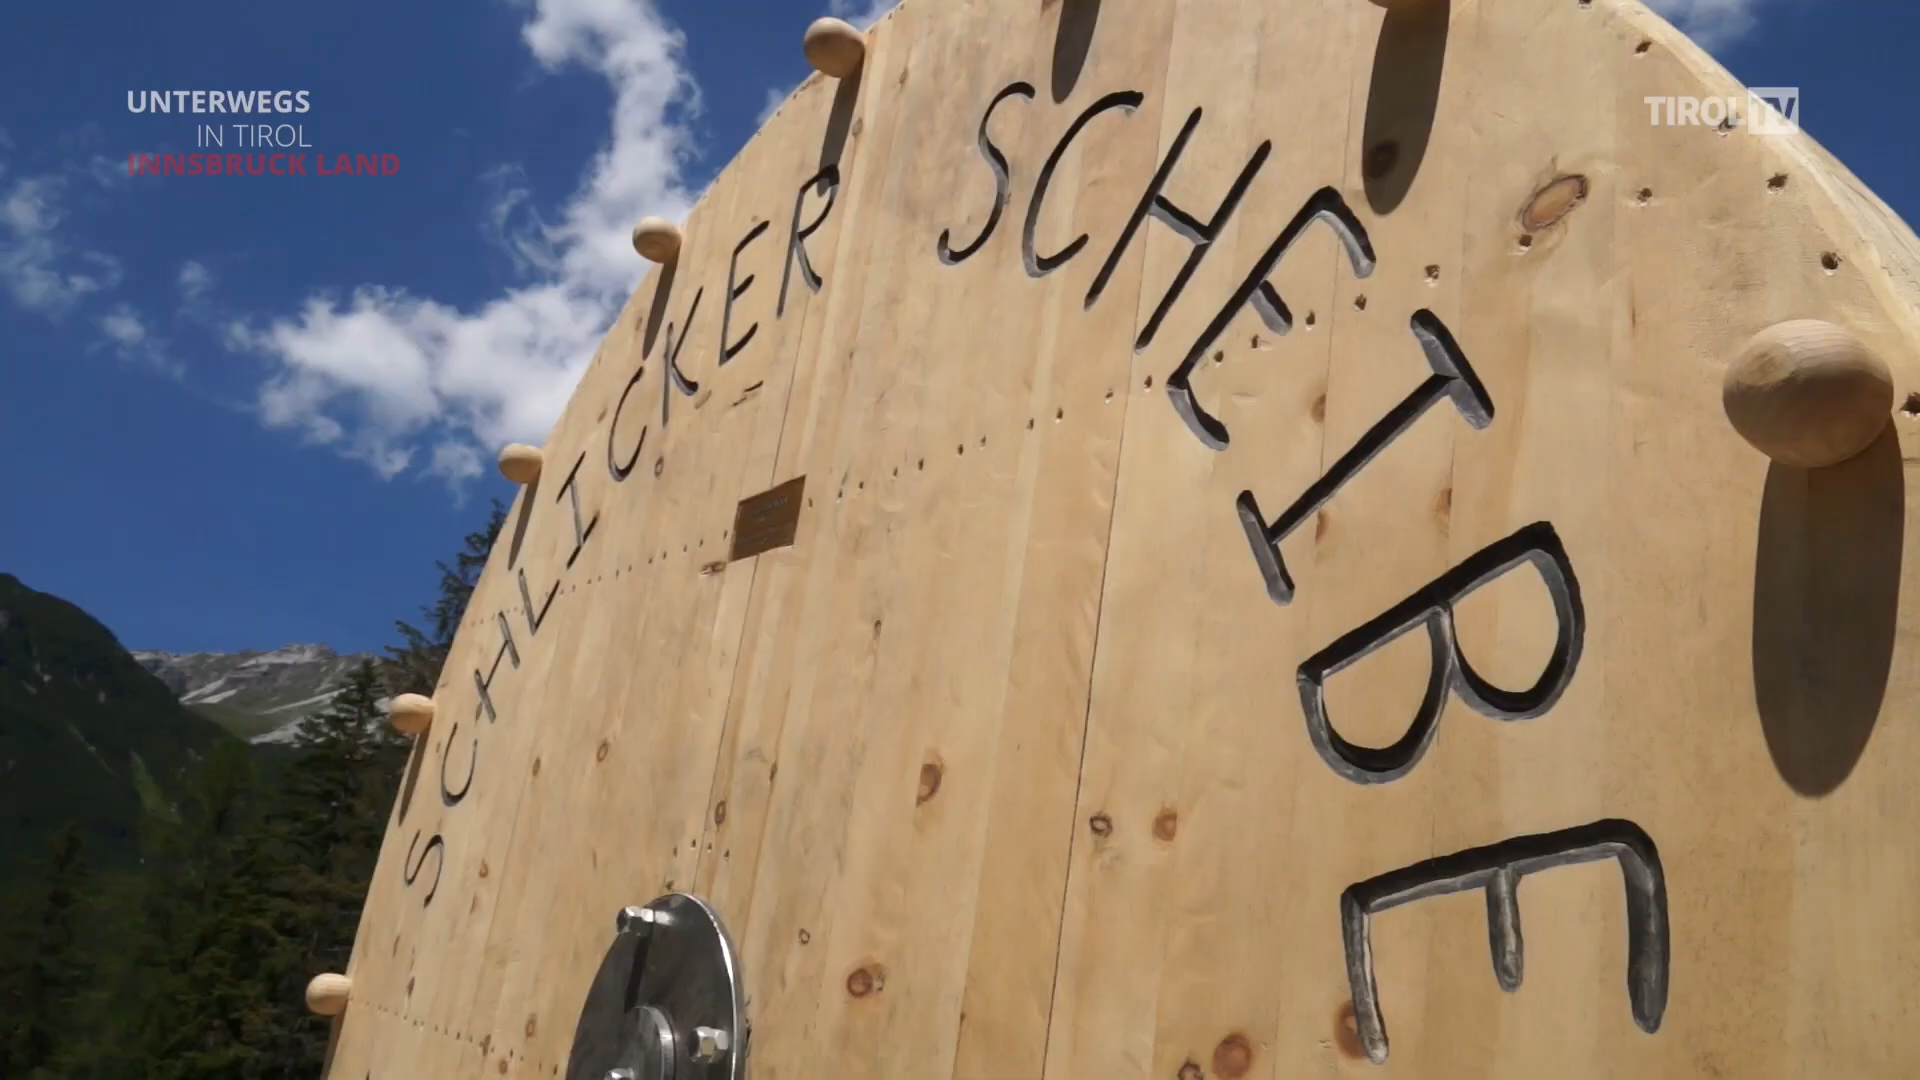 UNTERWEGS
IN TIROL
INNSBRUCK LAND
TIROL TV
SCHLICKER SCHEIBE